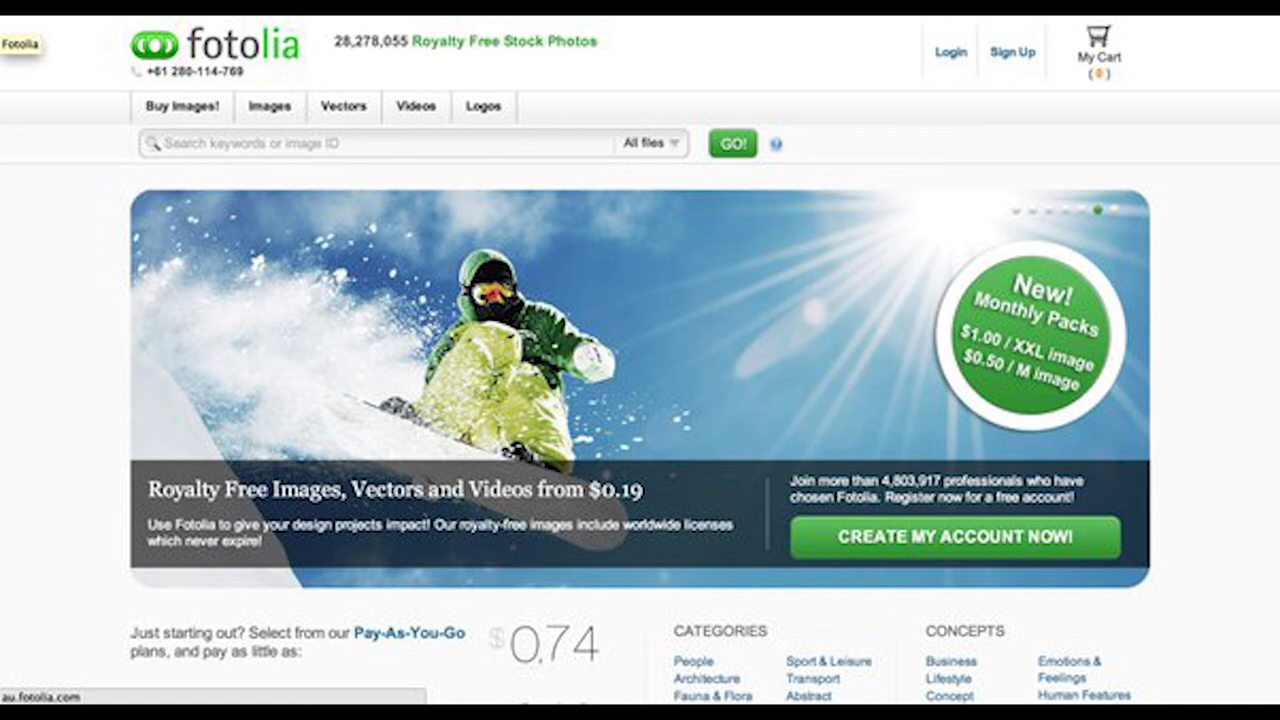 Fotolia
fotolia
28,278,055 Royalty Free Stock Photos
+61 280-114-769
Login
Sign Up
My Cart
(0)
Buy Images!
Images
Vectors
Videos
Logos
Search keywords or image ID
All files
GO!
New!
Monthly Packs
$1.00 / XXL image
$0.50 / M image
Royalty Free Images, Vectors and Videos from $0.19
Use Fotolia to give your design projects impact! Our royalty-free images include worldwide licenses
which never expire!
Join more than 4,803,917 professionals who have
chosen Fotolia. Register now for a free account!
CREATE MY ACCOUNT NOW!
Just starting out? Select from our Pay-As-You-Go
plans, and pay as little as:
$0,74
CATEGORIES
People
Architecture
Fauna & Flora
Sport & Leisure
Transport
Abstract
CONCEPTS
Business
Lifestyle
Concept
Emotions &
Feelings
Human Features
au.fotolia.com